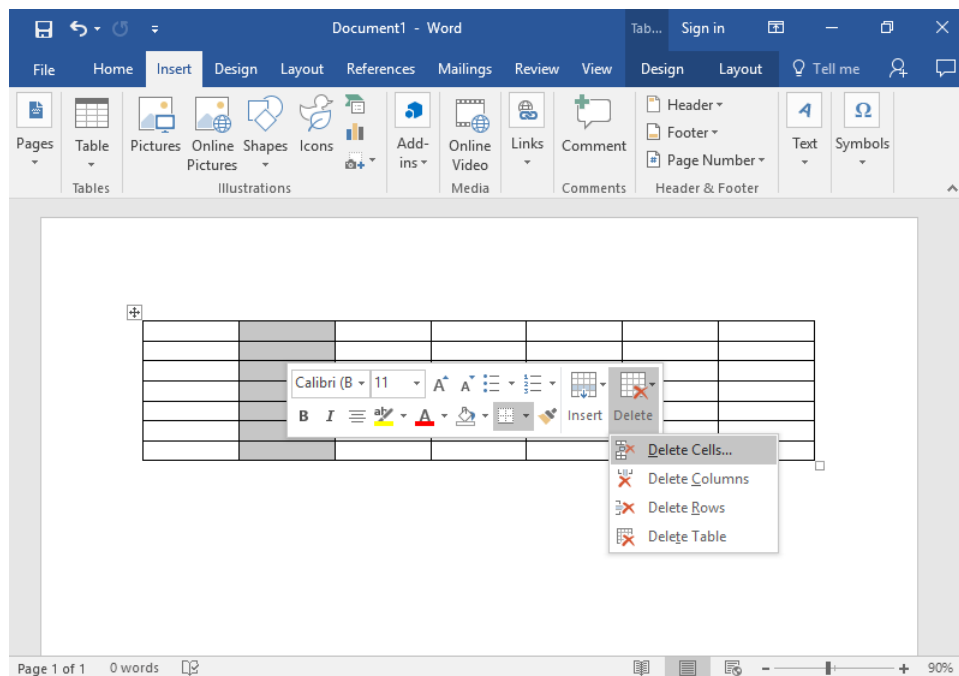 Document1 - Word
Tab... Sign in
File Home Insert Design Layout References Mailings Review View Design Layout Tell me
Pages
Table
Pictures
Online Pictures
Shapes
Icons
Add-ins
Online Video
Links
Comment
Header
Footer
Page Number
Text
Symbols
Tables Illustrations Media Comments Header & Footer
Calibri (B 11 A A
B I ab A Insert Delete
Delete Cells...
Delete Columns
Delete Rows
Delete Table
Page 1 of 1 0 words 90%